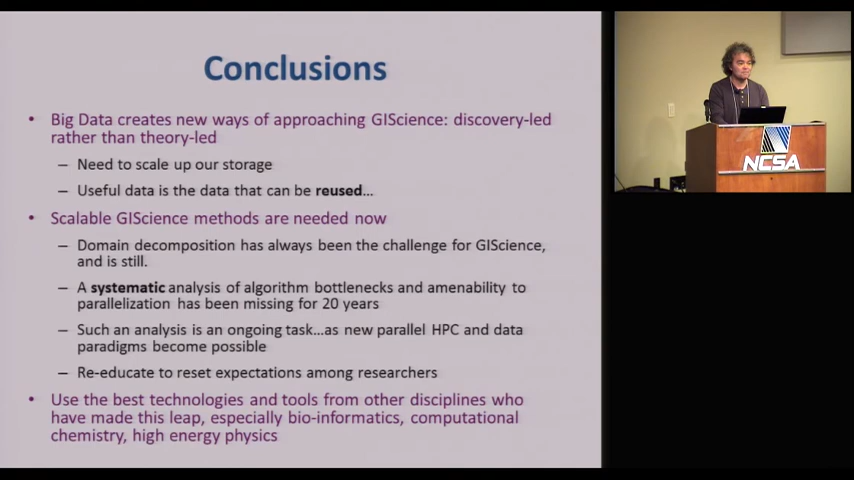 Conclusions
• Big Data creates new ways of approaching GIScience: discovery-led
rather than theory-led
– Need to scale up our storage
– Useful data is the data that can be reused…
• Scalable GIScience methods are needed now
– Domain decomposition has always been the challenge for GIScience,
and is still.
– A systematic analysis of algorithm bottlenecks and amenability to
parallelization has been missing for 20 years
– Such an analysis is an ongoing task…as new parallel HPC and data
paradigms become possible
– Re-educate to reset expectations among researchers
• Use the best technologies and tools from other disciplines who
have made this leap, especially bio-informatics, computational
chemistry, high energy physics
NCSA